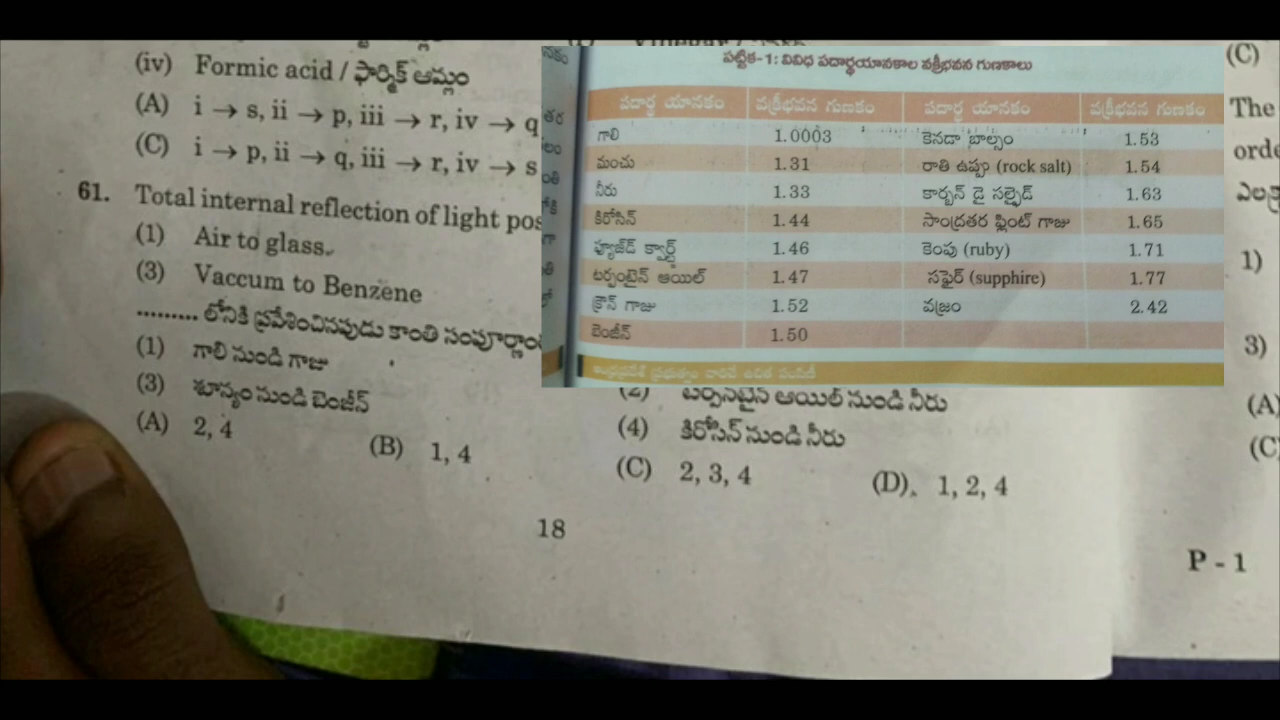 (iv) Formic acid / ఫార్మిక్ ఆమ్లం
(A) i → s, ii → p, iii → r, iv → q
(C) i → p, ii → q, iii → r, iv → s
61. Total internal reflection of light pos
(1) Air to glass.
(3) Vaccum to Benzene
......... లోనికి ప్రవేశించినపుడు కాంతి
(1) గాలి నుండి గాజు
(3) శూన్యం నుండి బెంజీన్
(2) టర్పెనటైన్ ఆయిల్ నుండి నీరు
(4) కిరోసిన్ నుండి నీరు
(A) 2, 4
(B) 1, 4
(C) 2, 3, 4
(D) 1, 2, 4
18
పట్టిక-1: వివిధ పదార్థయానకాల వక్రీభవన గుణకాలు
పదార్థ యానకం వక్రీభవన గుణకం పదార్థ యానకం వక్రీభవన గుణకం
గాలి 1.0003 కెనడా బాల్సం 1.53
మంచు 1.31 రాతి ఉప్పు (rock salt) 1.54
నీరు 1.33 కార్బన్ డై సల్ఫైడ్ 1.63
కిరోసిన్ 1.44 సాంద్రతర ఫ్లింట్ గాజు 1.65
ఫ్యూజ్‌డ్ క్వార్ట్జ్ 1.46 కెంపు (ruby) 1.71
టర్పంటైన్ ఆయిల్ 1.47 సఫైర్ (supphire) 1.77
క్రౌన్ గాజు 1.52 వజ్రం 2.42
బెంజీన్ 1.50
(C)
The
orde
1)
3)
(A)
(C
P - 1